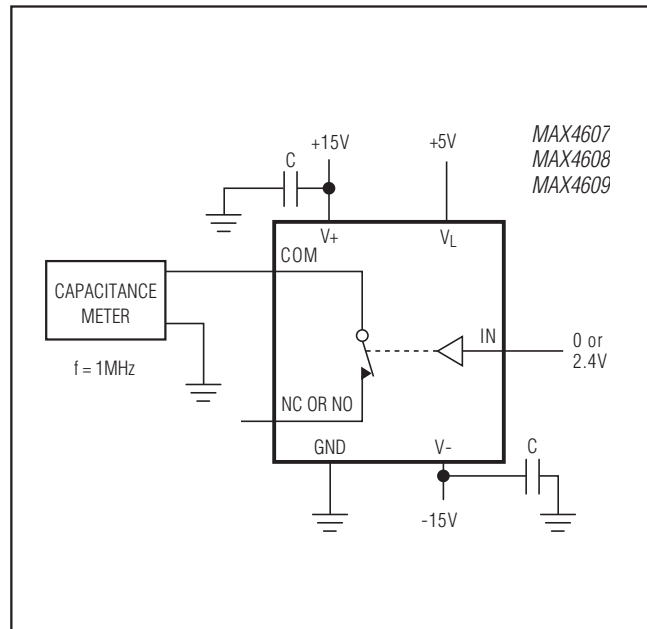 MAX4607
MAX4608
MAX4609
+15V
+5V
C
V+
VL
COM
CAPACITANCE
METER
IN
0 or
2.4V
f = 1MHz
NC OR NO
GND
V-
C
-15V